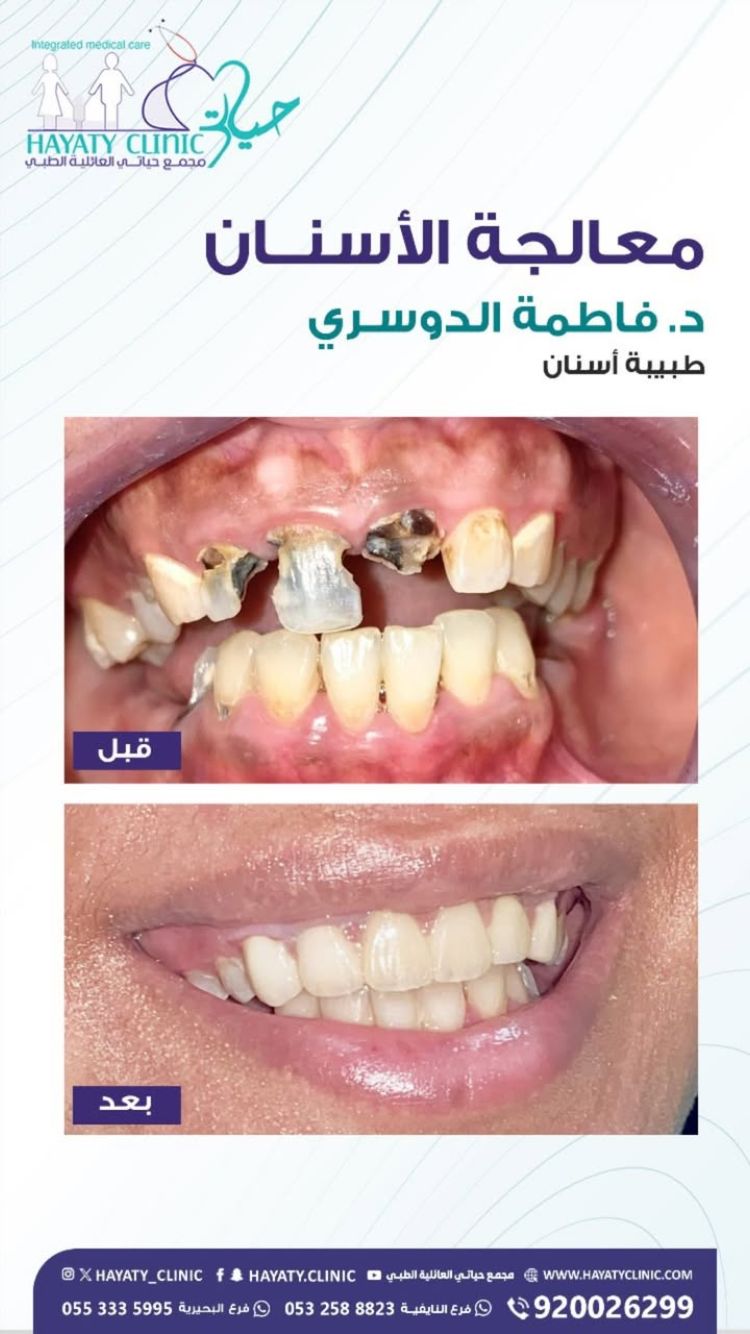 Integrated medical care
حياتي
HAYATY CLINIC
مجمع حياتي العائلية الطبي
معالجة الأسنان
د. فاطمة الدوسري
طبيبة أسنان
قبل
بعد
HAYATY_CLINIC HAYATY.CLINIC مجمع حياتي العائلية الطبي WWW.HAYATYCLINIC.COM
055 333 5995 فرع البحيرية 053 258 8823 فرع النايفية 920026299